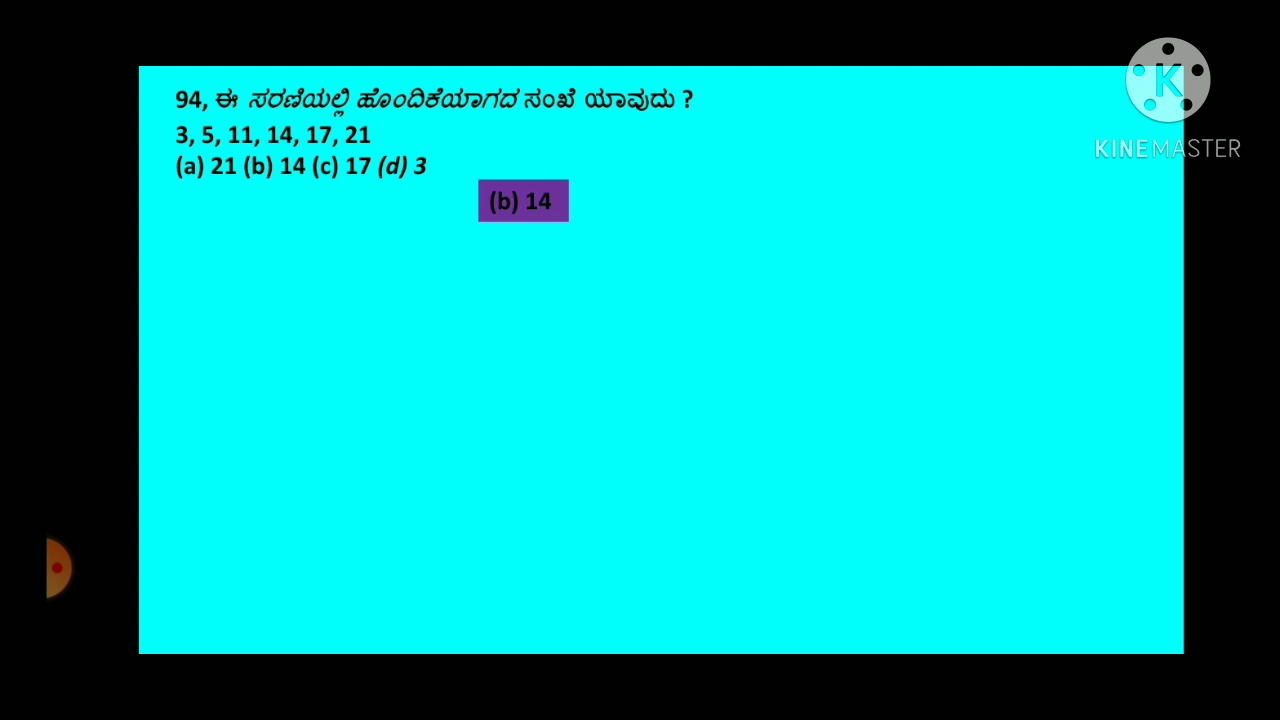 94, ಈ ಸರಣಿಯಲ್ಲಿ ಹೊಂದಿಕೆಯಾಗದ ಸಂಖೆ ಯಾವುದು ?
3, 5, 11, 14, 17, 21
(a) 21 (b) 14 (c) 17 (d) 3
(b) 14
K
KINEMASTER